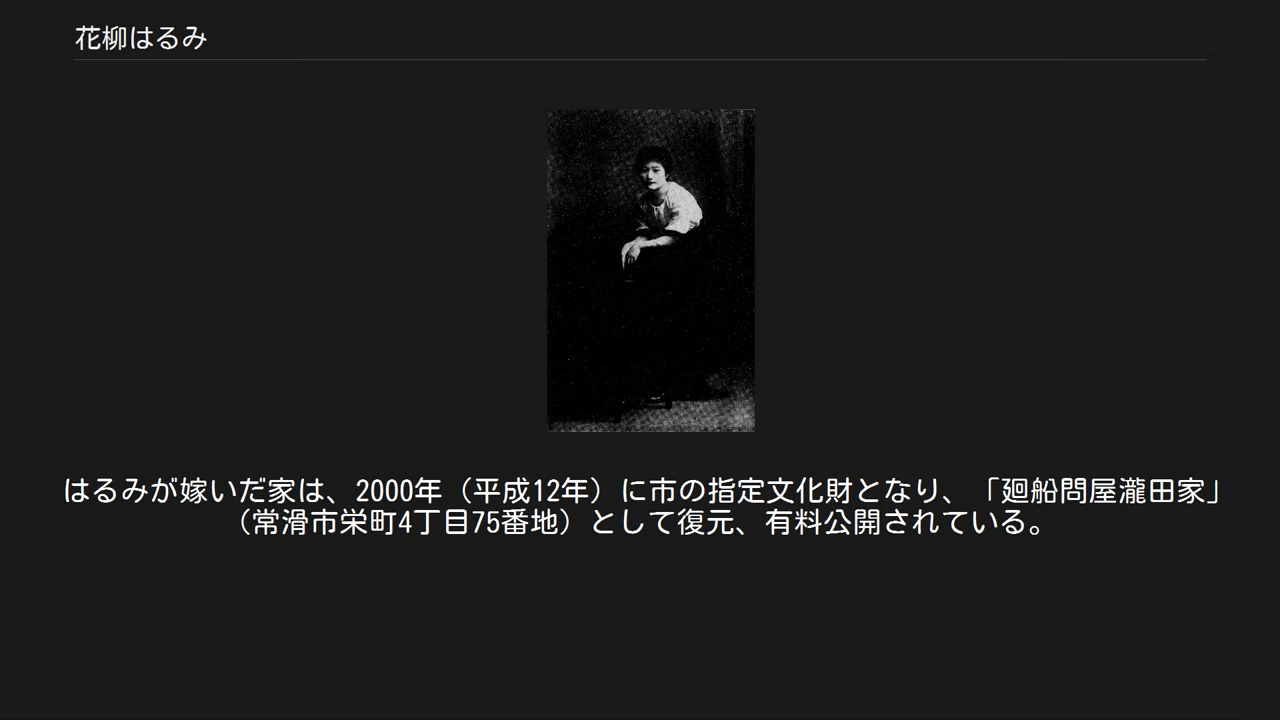 花柳はるみ
はるみが嫁いだ家は、2000年（平成12年）に市の指定文化財となり、「廻船問屋瀧田家」
（常滑市栄町4丁目75番地）として復元、有料公開されている。